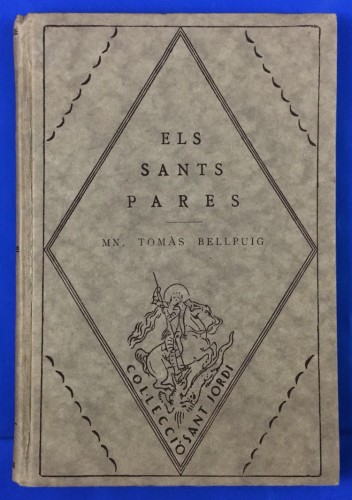 ELS
SANTS
PARES
MN. TOMÀS BELLPUIG
COL·LECCIÓ SANT JORDI